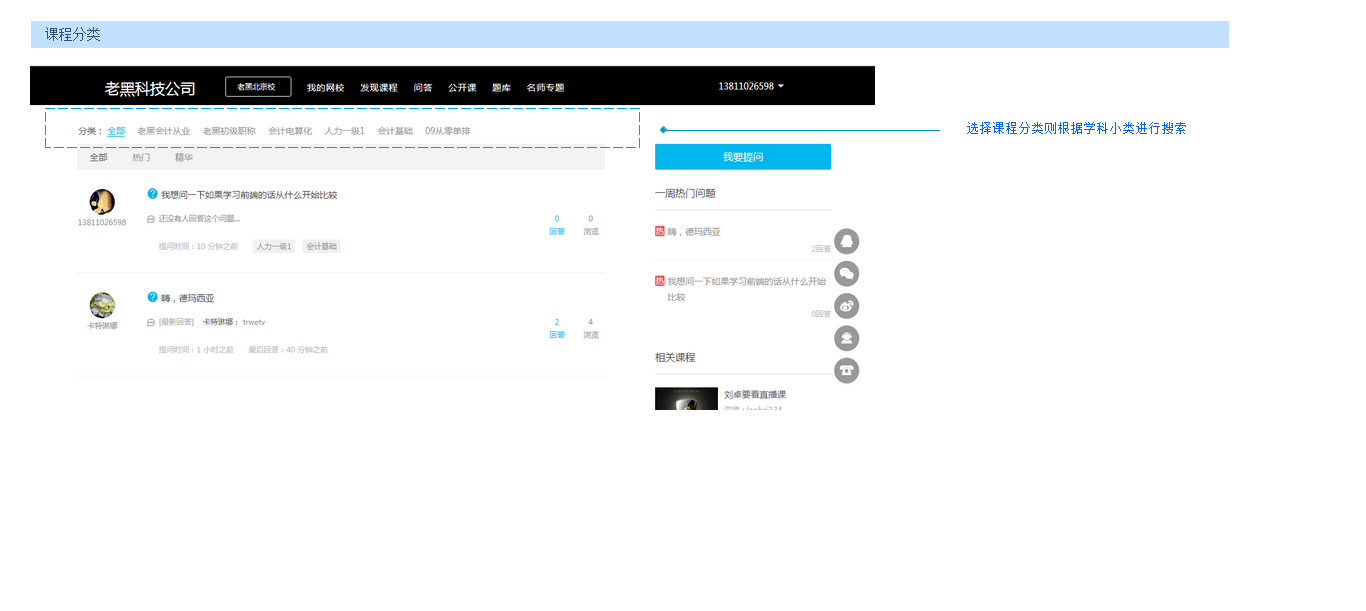 课程分类
老黑科技公司 老黑北京校 我的网校 发现课程 问答 公开课 题库 名师专题 13811026598
分类： 全部 老黑会计从业 老黑初级职称 会计电算化 人力一级1 会计基础 09从零单排
选择课程分类则根据学科小类进行搜索
全部 热门 精华
我要提问
我想问一下如果学习前端的话从什么开始比较
13811026598
还没有人回答这个问题...
0 回答
0 浏览
提问时间：10 分钟之前 人力一级1 会计基础
嗨，德玛西亚
卡特琳娜
[最新回答] 卡特琳娜： trwetv
2 回答
4 浏览
提问时间：1 小时之前 最后回答：40 分钟之前
一周热门问题
热 嗨，德玛西亚
2回答
热 我想问一下如果学习前端的话从什么开始
比较
0回答
相关课程
刘卓要看直播课